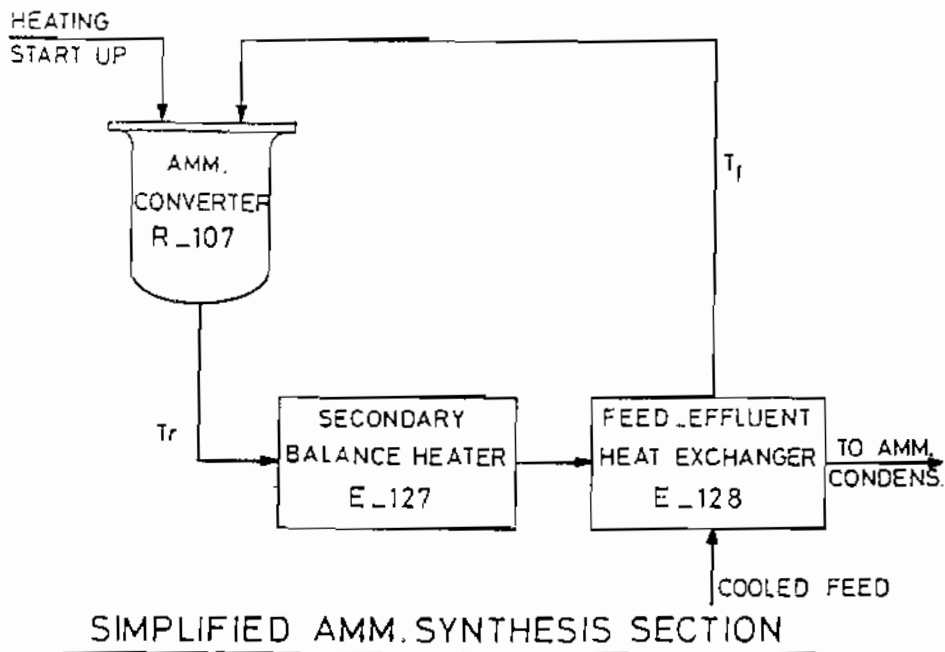 HEATING
START UP
AMM.
CONVERTER
R_107
Tf
Tr
SECONDARY
BALANCE HEATER
E_127
FEED_EFFLUENT
HEAT EXCHANGER
E_128
TO AMM.
CONDENS.
COOLED FEED
SIMPLIFIED AMM. SYNTHESIS SECTION